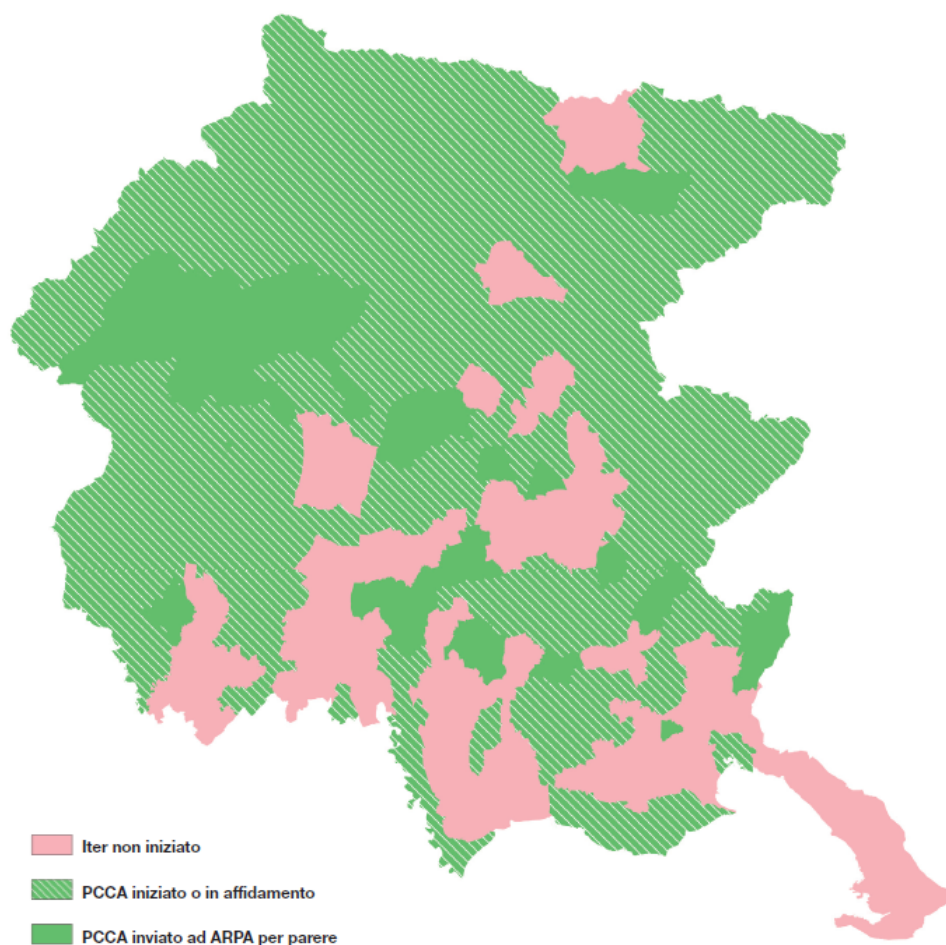 Iter non iniziato
PCCA iniziato o in affidamento
PCCA inviato ad ARPA per parere